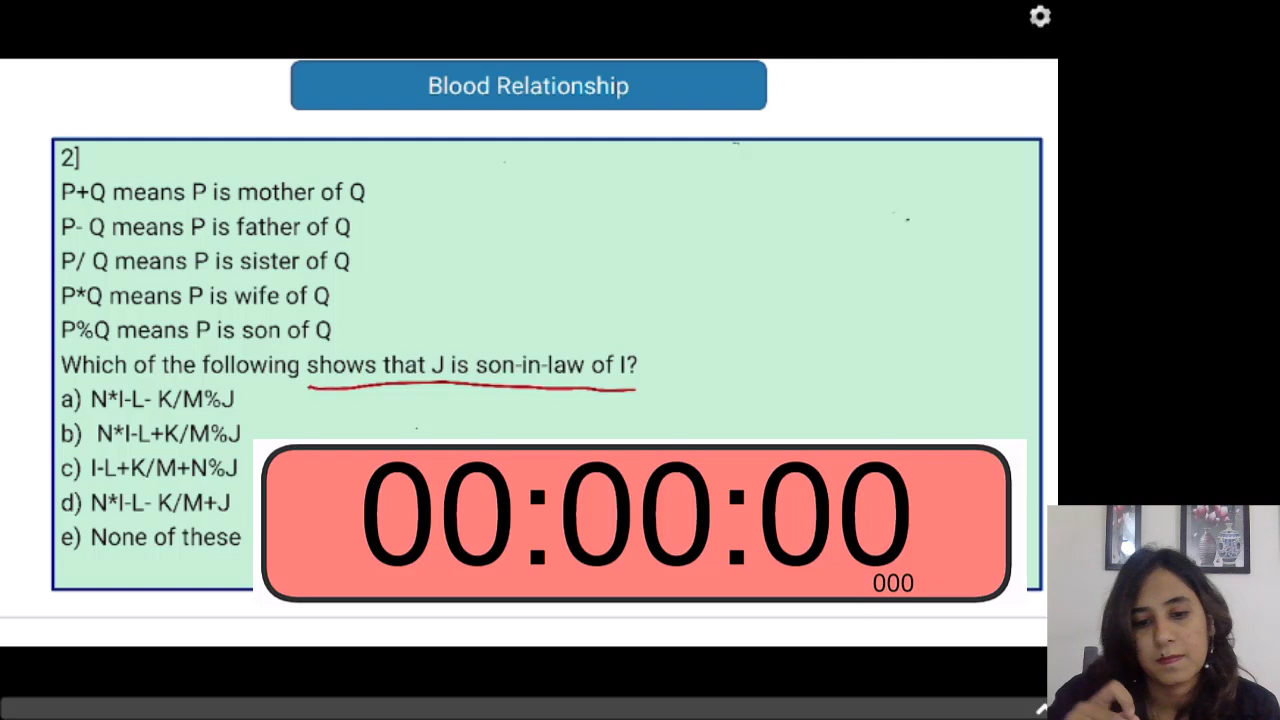 Blood Relationship
2]
P+Q means P is mother of Q
P- Q means P is father of Q
P/ Q means P is sister of Q
P*Q means P is wife of Q
P%Q means P is son of Q
Which of the following shows that J is son-in-law of I?
a) N*I-L- K/M%J
b) N*I-L+K/M%J
c) I-L+K/M+N%J
d) N*I-L- K/M+J
e) None of these
00:00:00
000